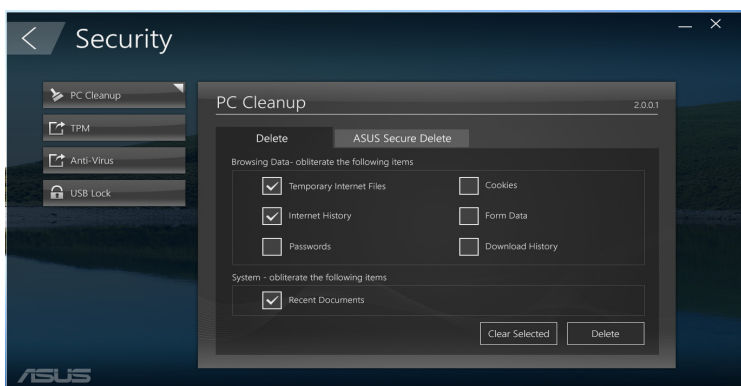 Security
PC Cleanup
TPM
Anti-Virus
USB Lock
PC Cleanup 2.0.0.1
Delete ASUS Secure Delete
Browsing Data- obliterate the following items
Temporary Internet Files Cookies
Internet History Form Data
Passwords Download History
System - obliterate the following items
Recent Documents
Clear Selected Delete
ASUS